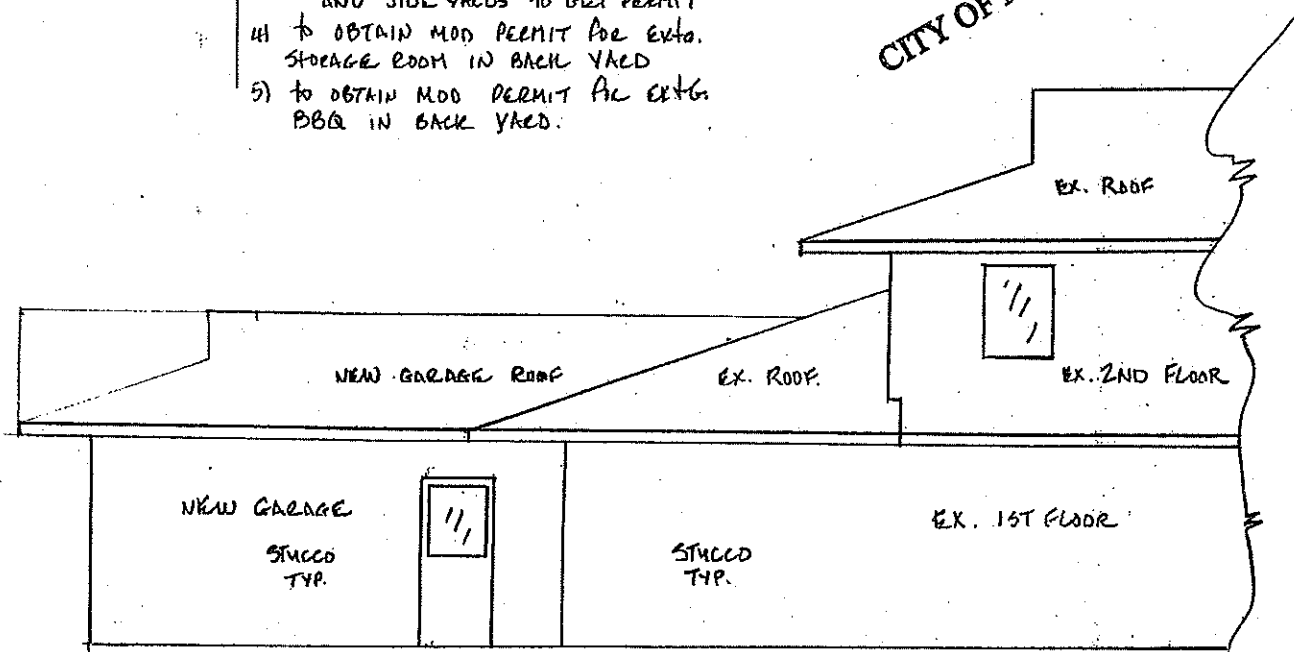 AND SIDE YARDS TO GET PERMIT
4) to OBTAIN MOD PERMIT FOR EXTG.
STORAGE ROOM IN BACK YARD
5) to OBTAIN MOD PERMIT FOR EXTG.
BBQ IN BACK YARD.
CITY OF
EX. ROOF
NEW GARAGE ROOF
EX. ROOF.
EX. 2ND FLOOR
NEW GARAGE
STUCCO
TYP.
STUCCO
TYP.
EX. 1ST FLOOR